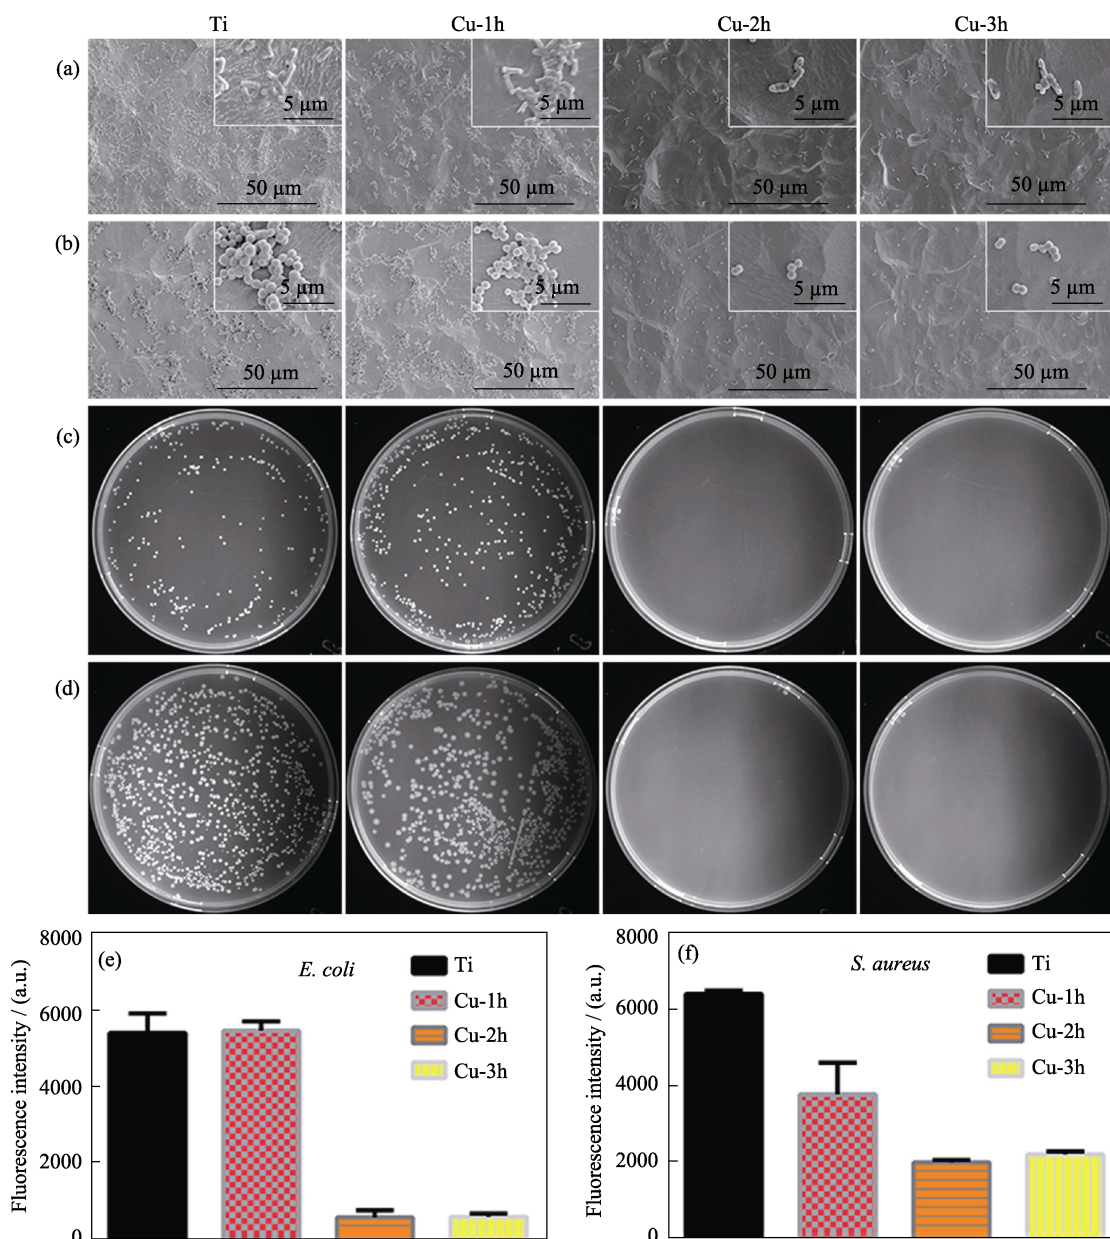 Ti Cu-1h Cu-2h Cu-3h
(a)
5 µm 5 µm 5 µm 5 µm
50 µm 50 µm 50 µm 50 µm
(b)
5 µm 5 µm 5 µm 5 µm
50 µm 50 µm 50 µm 50 µm
(c)
(d)
(e)
E. coli
Fluorescence intensity / (a.u.)
8000
6000
4000
2000
0
Ti
Cu-1h
Cu-2h
Cu-3h
(f)
S. aureus
Fluorescence intensity / (a.u.)
8000
6000
4000
2000
0
Ti
Cu-1h
Cu-2h
Cu-3h